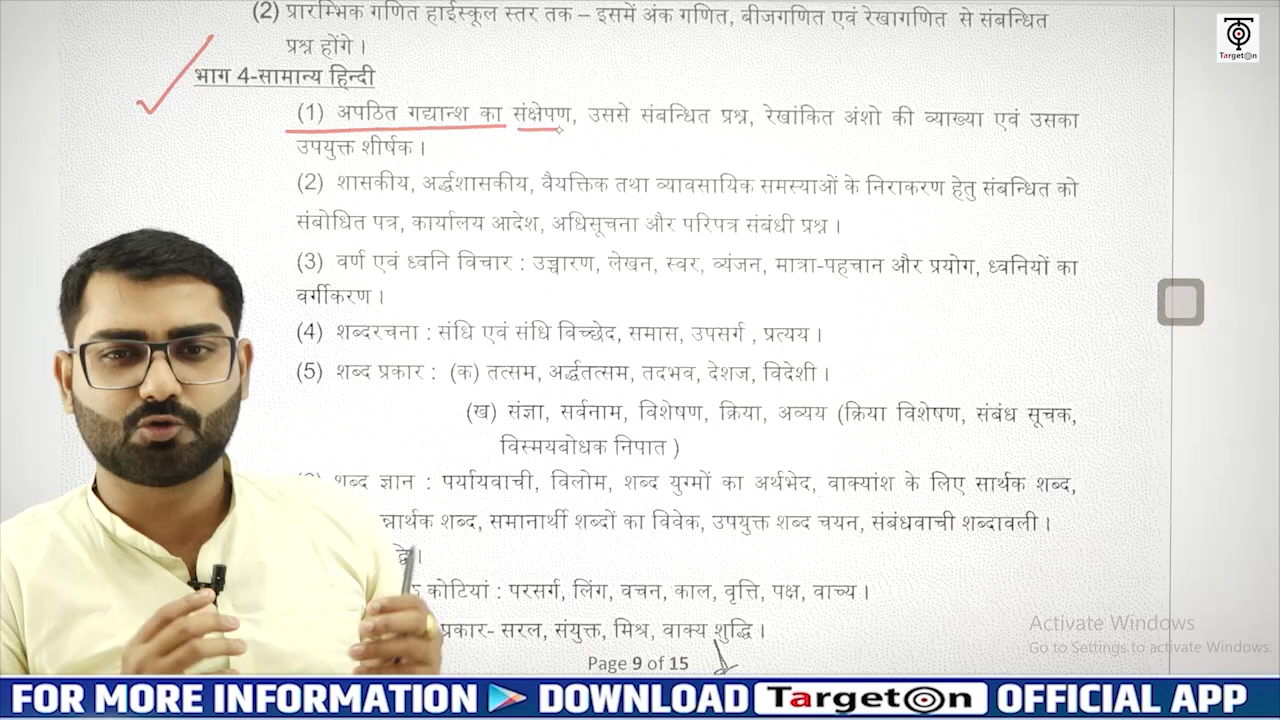 (2) प्रारम्भिक गणित हाईस्कूल स्तर तक – इसमें अंक गणित, बीजगणित एवं रेखागणित से संबन्धित
प्रश्न होंगे ।
Target
भाग 4-सामान्य हिन्दी
(1) अपठित गद्यान्श का संक्षेपण, उससे संबन्धित प्रश्न, रेखांकित अंशो की व्याख्या एवं उसका
उपयुक्त शीर्षक ।
(2) शासकीय, अर्द्धशासकीय, वैयक्तिक तथा व्यावसायिक समस्याओं के निराकरण हेतु संबन्धित को
संबोधित पत्र, कार्यालय आदेश, अधिसूचना और परिपत्र संबंधी प्रश्न ।
(3) वर्ण एवं ध्वनि विचार : उच्चारण, लेखन, स्वर, व्यंजन, मात्रा-पहचान और प्रयोग, ध्वनियों का
वर्गीकरण ।
(4) शब्दरचना : संधि एवं संधि विच्छेद, समास, उपसर्ग , प्रत्यय ।
(5) शब्द प्रकार : (क) तत्सम, अर्द्धतत्सम, तदभव, देशज, विदेशी ।
(ख) संज्ञा, सर्वनाम, विशेषण, क्रिया, अव्यय (क्रिया विशेषण, संबंध सूचक,
विस्मयबोधक निपात )
शब्द ज्ञान : पर्यायवाची, विलोम, शब्द युग्मों का अर्थभेद, वाक्यांश के लिए सार्थक शब्द,
शब्द, समानार्थी शब्दों का विवेक, उपयुक्त शब्द चयन, संबंधवाची शब्दावली ।
कोटियां : परसर्ग, लिंग, वचन, काल, वृत्ति, पक्ष, वाच्य ।
प्रकार- सरल, संयुक्त, मिश्र, वाक्य शुद्धि ।
Activate Windows
Go to Settings to activate Windows.
Page 9 of 15
FOR MORE INFORMATION DOWNLOAD Target OFFICIAL APP